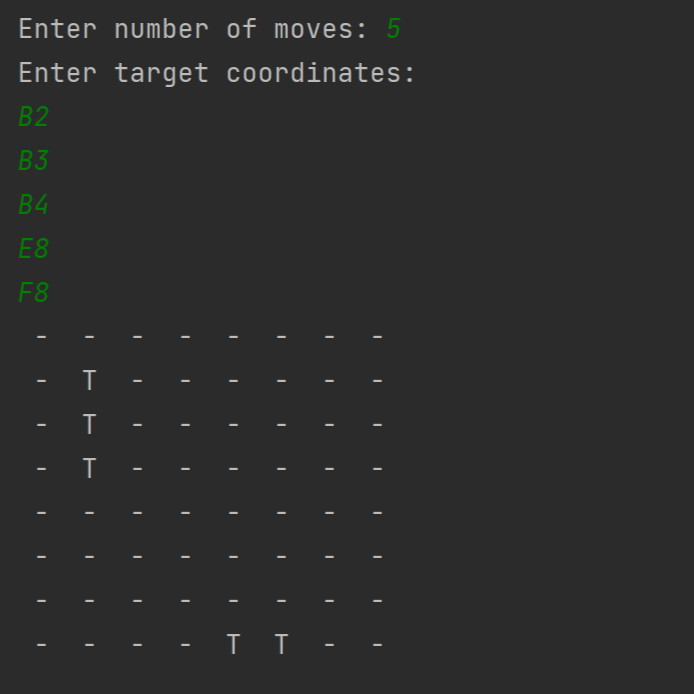 Enter number of moves: 5
Enter target coordinates:
B2
B3
B4
E8
F8
-  -  -  -  -  -  -  -
-  T  -  -  -  -  -  -
-  T  -  -  -  -  -  -
-  T  -  -  -  -  -  -
-  -  -  -  -  -  -  -
-  -  -  -  -  -  -  -
-  -  -  -  -  -  -  -
-  -  -  -  T  T  -  -